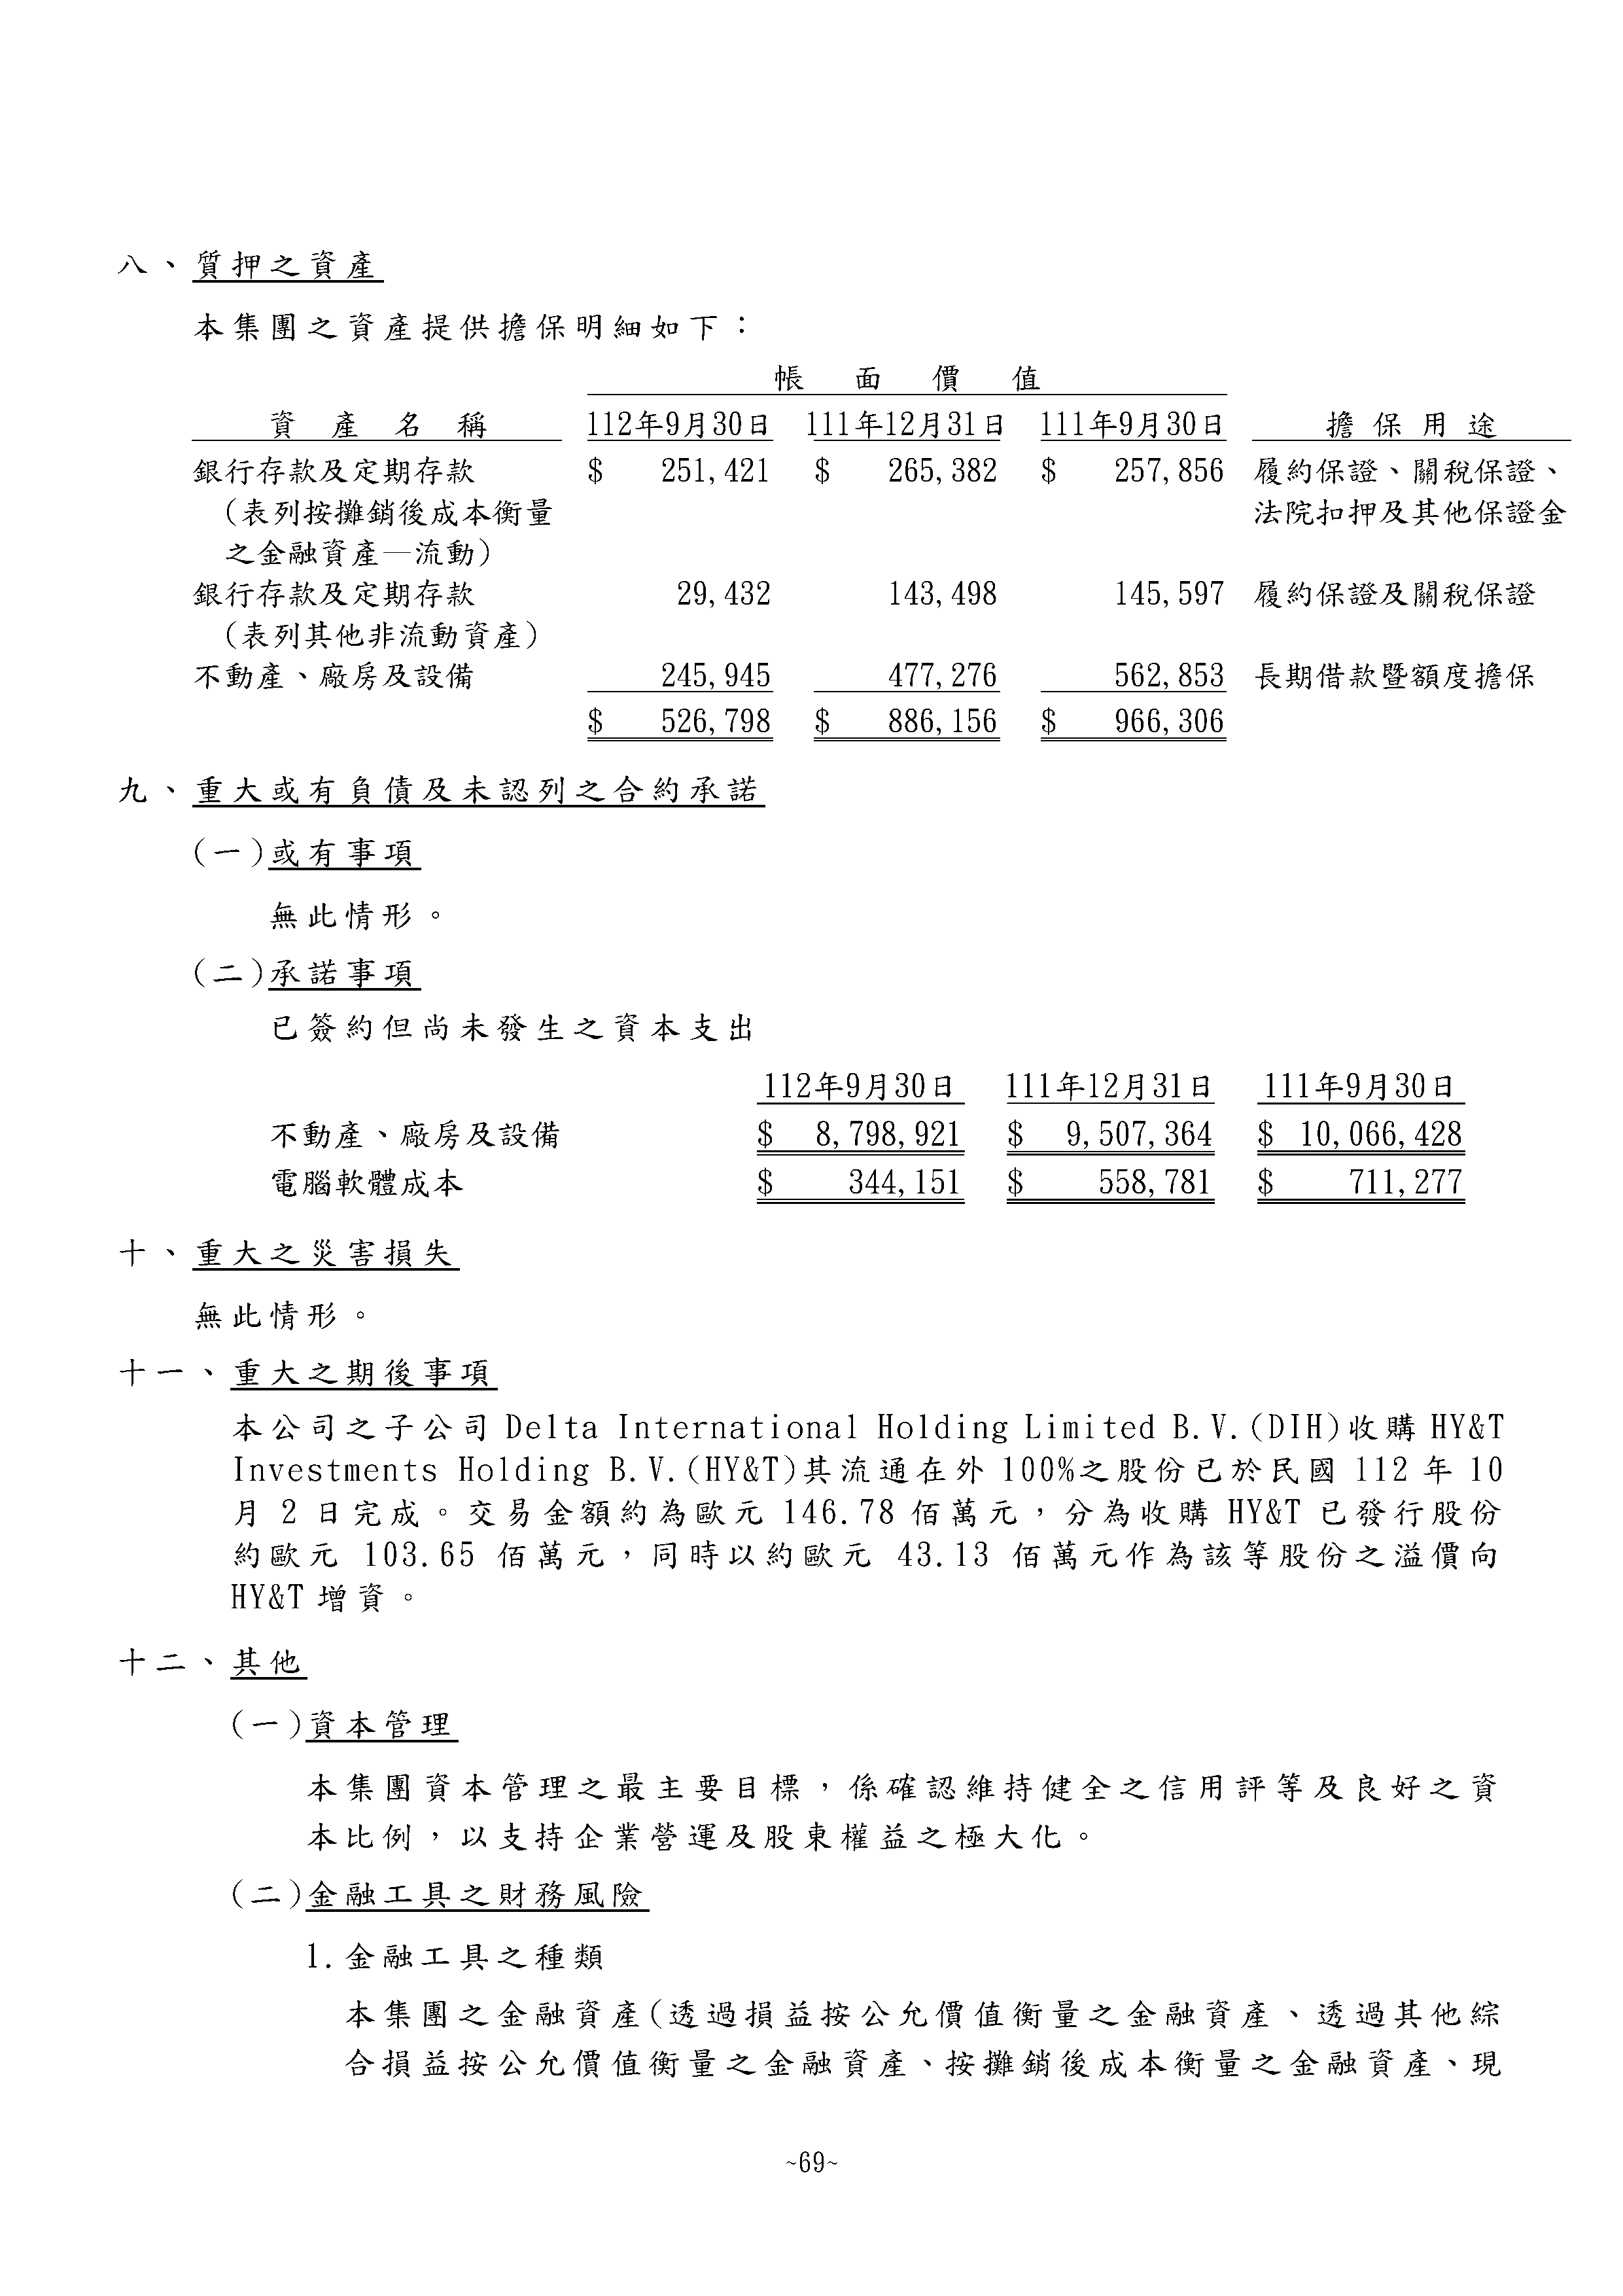 八、質押之資產
本集團之資產提供擔保明細如下：
帳 面 價 值
資 產 名 稱 112年9月30日 111年12月31日 111年9月30日 擔 保 用 途
銀行存款及定期存款 $ 251,421 $ 265,382 $ 257,856 履約保證、關稅保證、
(表列按攤銷後成本衡量 法院扣押及其他保證金
之金融資產—流動)
銀行存款及定期存款 29,432 143,498 145,597 履約保證及關稅保證
(表列其他非流動資產)
不動產、廠房及設備 245,945 477,276 562,853 長期借款暨額度擔保
$ 526,798 $ 886,156 $ 966,306
九、重大或有負債及未認列之合約承諾
(一)或有事項
無此情形。
(二)承諾事項
已簽約但尚未發生之資本支出
112年9月30日 111年12月31日 111年9月30日
不動產、廠房及設備 $ 8,798,921 $ 9,507,364 $ 10,066,428
電腦軟體成本 $ 344,151 $ 558,781 $ 711,277
十、重大之災害損失
無此情形。
十一、重大之期後事項
本公司之子公司 Delta International Holding Limited B.V.(DIH)收購 HY&T
Investments Holding B.V.(HY&T)其流通在外 100%之股份已於民國 112 年 10
月 2 日完成。交易金額約為歐元 146.78 佰萬元，分為收購 HY&T 已發行股份
約歐元 103.65 佰萬元，同時以約歐元 43.13 佰萬元作為該等股份之溢價向
HY&T 增資。
十二、其他
(一)資本管理
本集團資本管理之最主要目標，係確認維持健全之信用評等及良好之資
本比例，以支持企業營運及股東權益之極大化。
(二)金融工具之財務風險
1.金融工具之種類
本集團之金融資產(透過損益按公允價值衡量之金融資產、透過其他綜
合損益按公允價值衡量之金融資產、按攤銷後成本衡量之金融資產、現
~69~